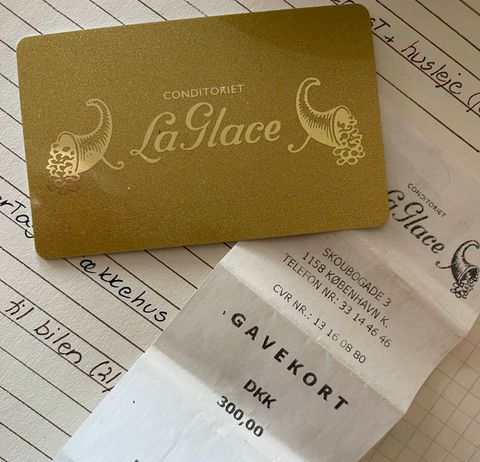 CONDITORIET
La Glace
+ husleje
ækkehus
til bilen
CONDITORIET
La Glace
SKOUBOGADE 3
1158 KØBENHAVN K.
TELEFON NR: 33 14 46 46
CVR NR.: 13 16 08 80
GAVEKORT
DKK
300,00